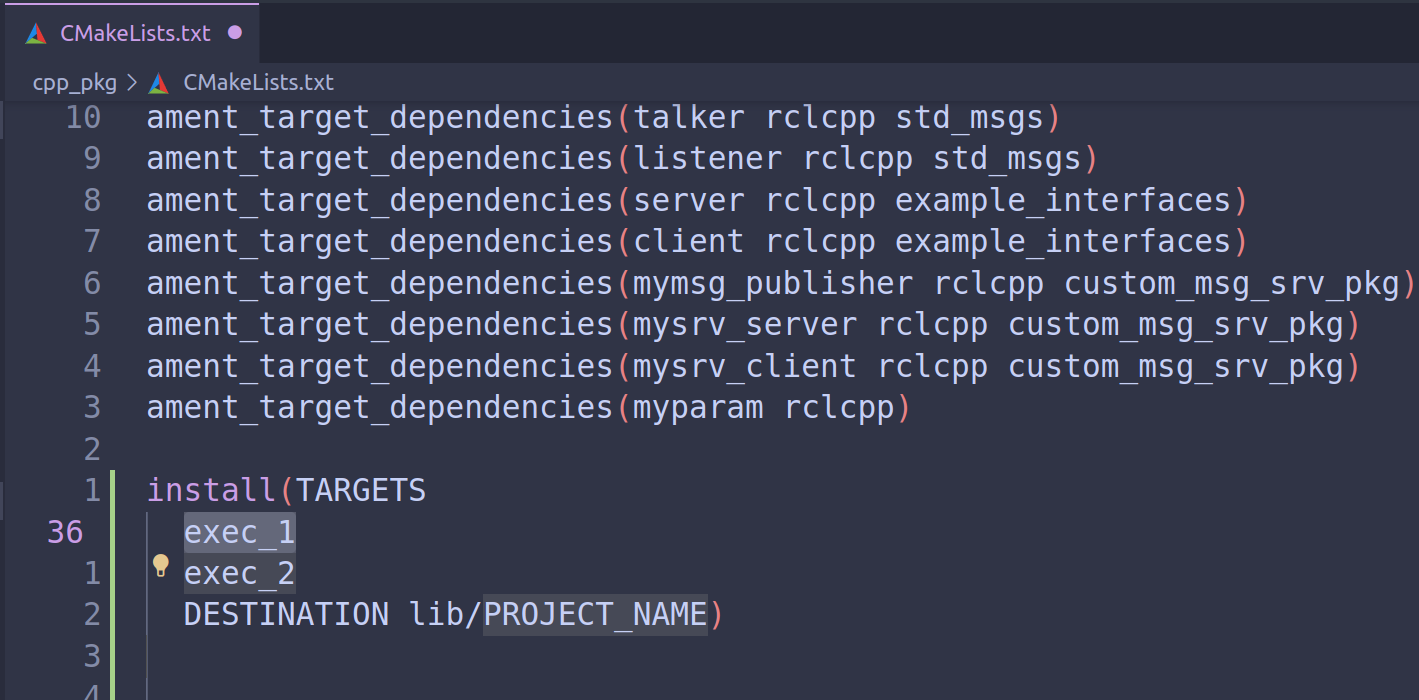 CMakeLists.txt
cpp_pkg > CMakeLists.txt
10 ament_target_dependencies(talker rclcpp std_msgs)
9 ament_target_dependencies(listener rclcpp std_msgs)
8 ament_target_dependencies(server rclcpp example_interfaces)
7 ament_target_dependencies(client rclcpp example_interfaces)
6 ament_target_dependencies(mymsg_publisher rclcpp custom_msg_srv_pkg)
5 ament_target_dependencies(mysrv_server rclcpp custom_msg_srv_pkg)
4 ament_target_dependencies(mysrv_client rclcpp custom_msg_srv_pkg)
3 ament_target_dependencies(myparam rclcpp)
2
1 install(TARGETS
36 exec_1
1 exec_2
2 DESTINATION lib/PROJECT_NAME)
3
4